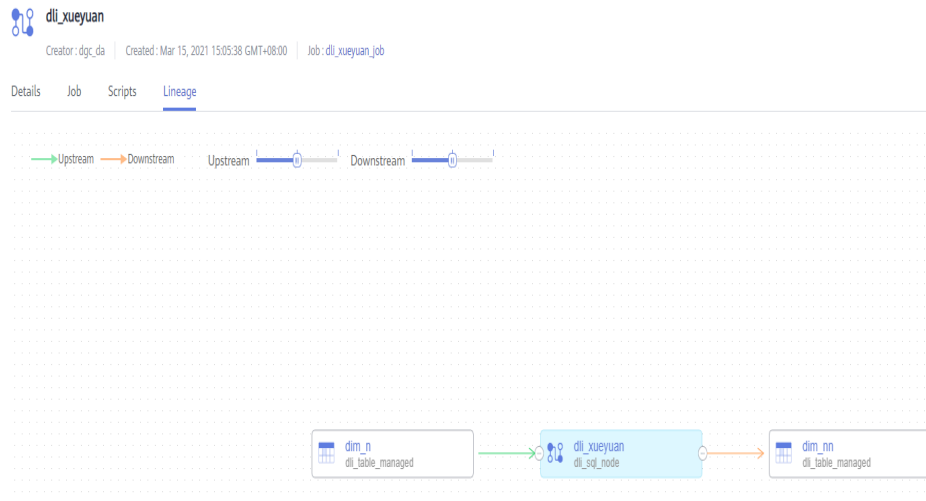 dli_xueyuan
Creator : dgc_da Created : Mar 15, 2021 15:05:38 GMT+08:00 Job : dli_xueyuan_job
Details Job Scripts Lineage
Upstream Downstream Upstream Downstream
dim_n dli_xueyuan dim_nn
dli_table_managed dli_sql_node dli_table_managed